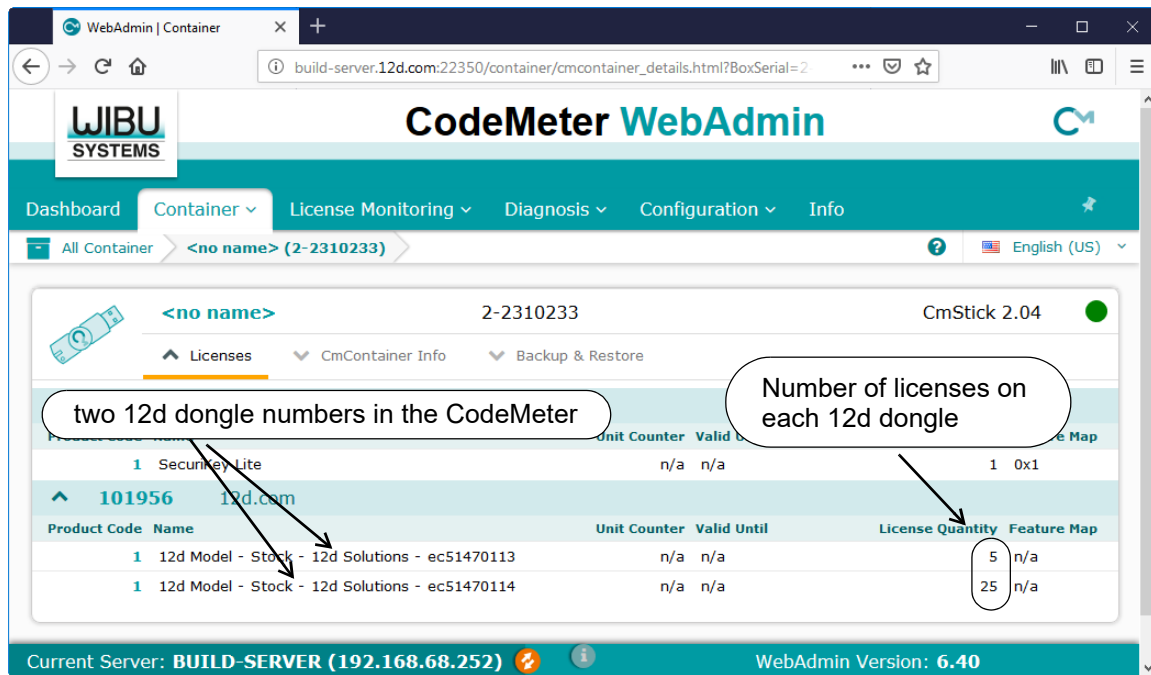 WebAdmin | Container
build-server.12d.com:22350/container/cmcontainer_details.html?BoxSerial=2
WIBU
SYSTEMS
CodeMeter WebAdmin
Dashboard Container License Monitoring Diagnosis Configuration Info
All Container <no name> (2-2310233) English (US)
<no name> 2-2310233 CmStick 2.04
Licenses CmContainer Info Backup & Restore
two 12d dongle numbers in the CodeMeter
Number of licenses on
each 12d dongle
Unit Counter Map
1 SecuriKey Lite n/a n/a 1 0x1
101956 12d.com
Product Code Name Unit Counter Valid Until License Quantity Feature Map
1 12d Model - Stock - 12d Solutions - ec51470113 n/a n/a 5 n/a
1 12d Model - Stock - 12d Solutions - ec51470114 n/a n/a 25 n/a
Current Server: BUILD-SERVER (192.168.68.252) WebAdmin Version: 6.40